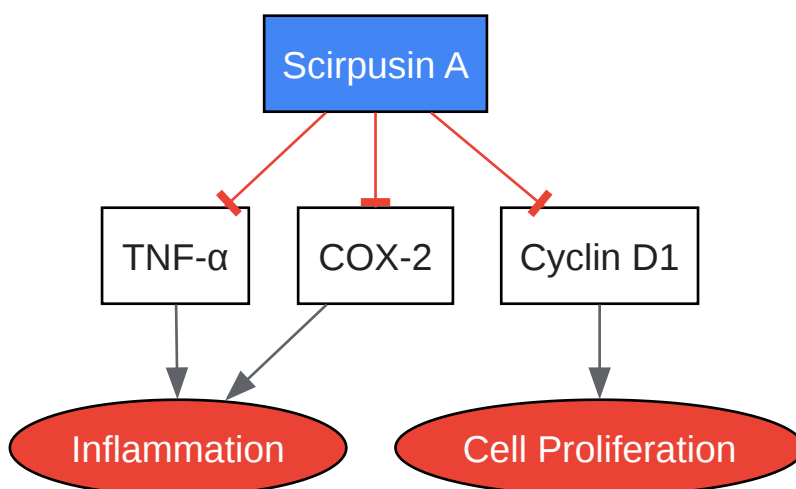 Scirpusin A
TNF-α
COX-2
Cyclin D1
Inflammation
Cell Proliferation